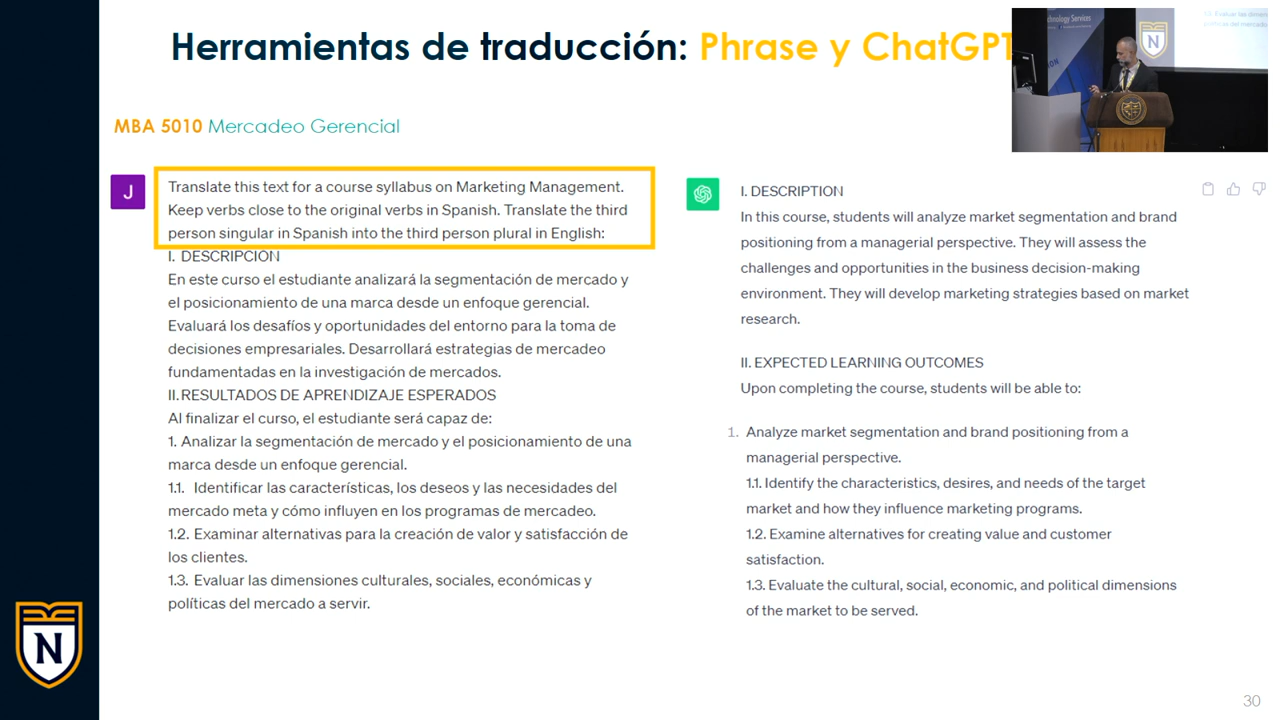 Herramientas de traducción: Phrase y ChatGPT
MBA 5010 Mercadeo Gerencial
J
Translate this text for a course syllabus on Marketing Management.
Keep verbs close to the original verbs in Spanish. Translate the third
person singular in Spanish into the third person plural in English:
I. DESCRIPCIÓN
En este curso el estudiante analizará la segmentación de mercado y
el posicionamiento de una marca desde un enfoque gerencial.
Evaluará los desafíos y oportunidades del entorno para la toma de
decisiones empresariales. Desarrollará estrategias de mercadeo
fundamentadas en la investigación de mercados.
II. RESULTADOS DE APRENDIZAJE ESPERADOS
Al finalizar el curso, el estudiante será capaz de:
1. Analizar la segmentación de mercado y el posicionamiento de una
marca desde un enfoque gerencial.
1.1. Identificar las características, los deseos y las necesidades del
mercado meta y cómo influyen en los programas de mercadeo.
1.2. Examinar alternativas para la creación de valor y satisfacción de
los clientes.
1.3. Evaluar las dimensiones culturales, sociales, económicas y
políticas del mercado a servir.
I. DESCRIPTION
In this course, students will analyze market segmentation and brand
positioning from a managerial perspective. They will assess the
challenges and opportunities in the business decision-making
environment. They will develop marketing strategies based on market
research.
II. EXPECTED LEARNING OUTCOMES
Upon completing the course, students will be able to:
1. Analyze market segmentation and brand positioning from a
managerial perspective.
1.1. Identify the characteristics, desires, and needs of the target
market and how they influence marketing programs.
1.2. Examine alternatives for creating value and customer
satisfaction.
1.3. Evaluate the cultural, social, economic, and political dimensions
of the market to be served.
N
N
30